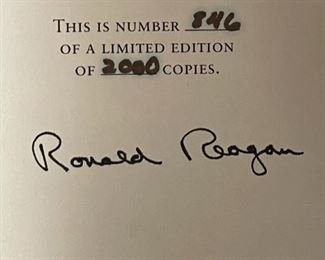 THIS IS NUMBER 846
OF A LIMITED EDITION
OF 2000 COPIES.
Ronald Reagan